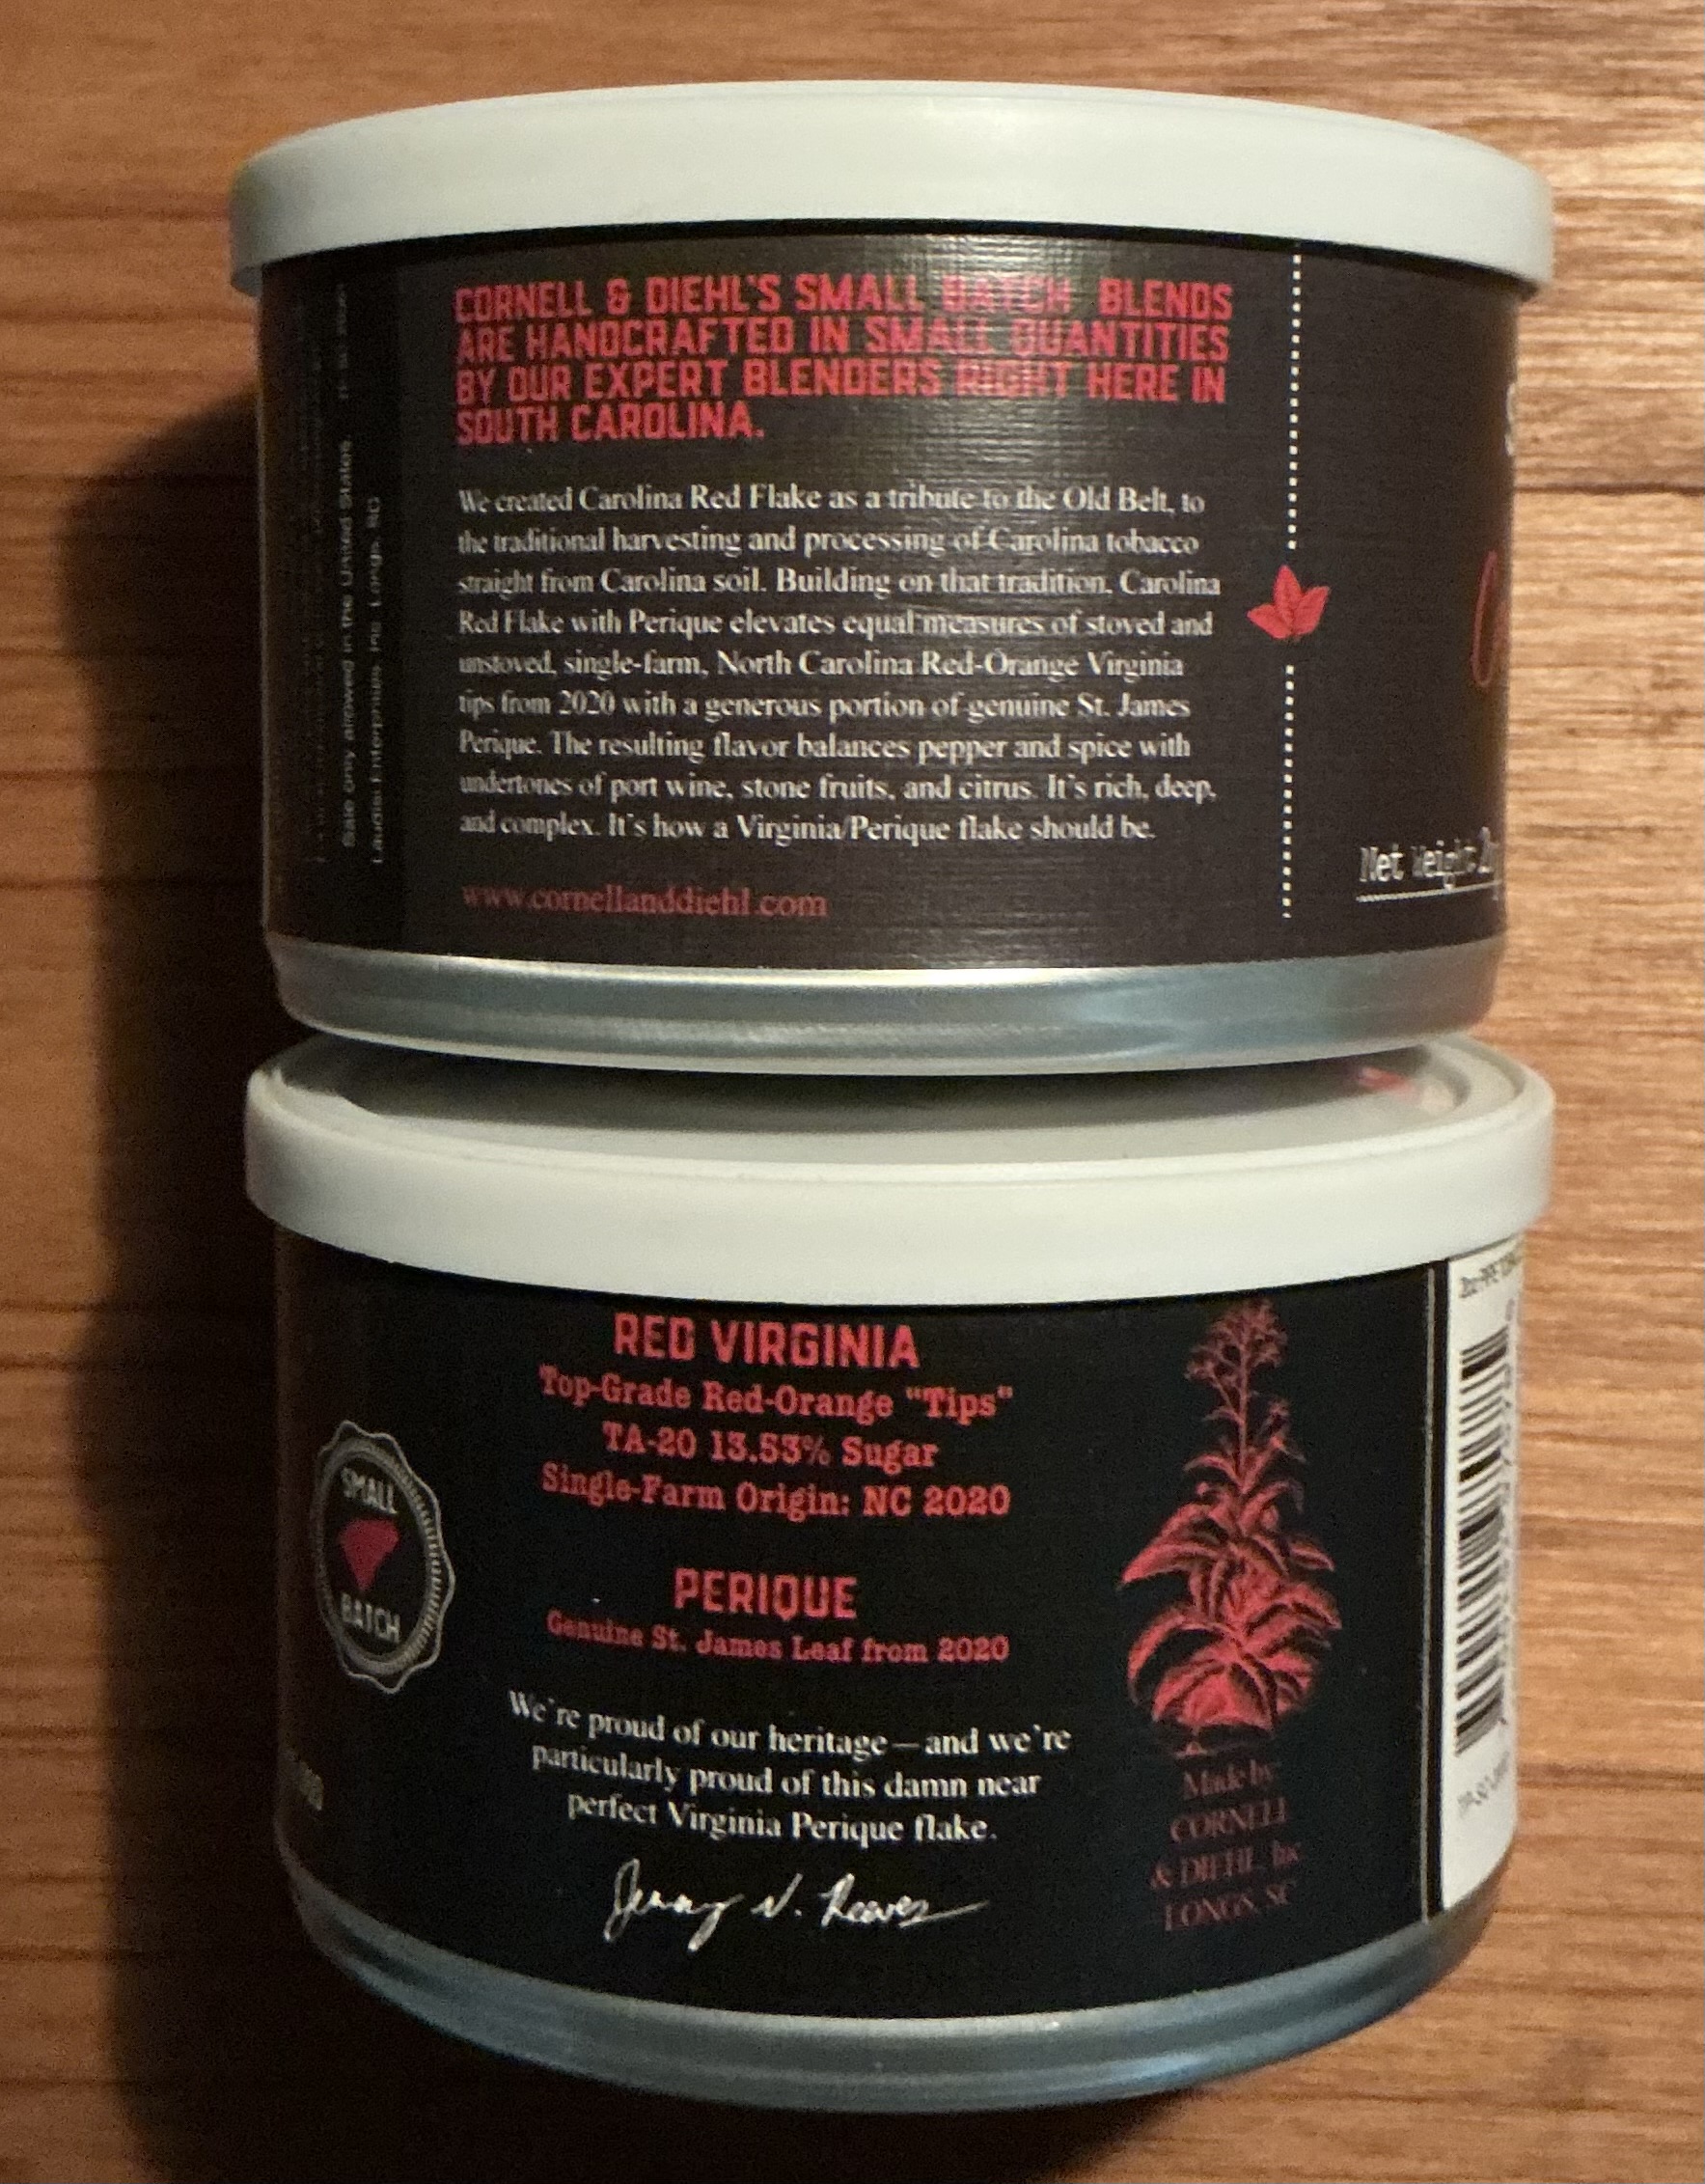 CORNELL & DIEHL'S SMALL BATCH BLENDS
ARE HANDCRAFTED IN SMALL QUANTITIES
BY OUR EXPERT BLENDERS RIGHT HERE IN
SOUTH CAROLINA.
We created Carolina Red Flake as a tribute to the Old Belt, to
the traditional harvesting and processing of Carolina tobacco
straight from Carolina soil. Building on that tradition, Carolina
Red Flake with Perique elevates equal measures of stoved and
unstoved, single-farm, North Carolina Red-Orange Virginia
tips from 2020 with a generous portion of genuine St. James
Perique. The resulting flavor balances pepper and spice with
undertones of port wine, stone fruits, and citrus. It's rich, deep,
and complex. It's how a Virginia/Perique flake should be.
www.cornellanddiehl.com
Sale only allowed in the United States
Laudisi Enterprises Longs, SC
Net Weight 2
SMALL
BATCH
RED VIRGINIA
Top-Grade Red-Orange "Tips"
TA-20 13.53% Sugar
Single-Farm Origin: NC 2020
PERIQUE
Genuine St. James Leaf from 2020
We're proud of our heritage—and we're
particularly proud of this damn near
perfect Virginia Perique flake.
Jeremy N. Reeves
Made by
CORNELL
& DIEHL, Inc
LONGS, SC